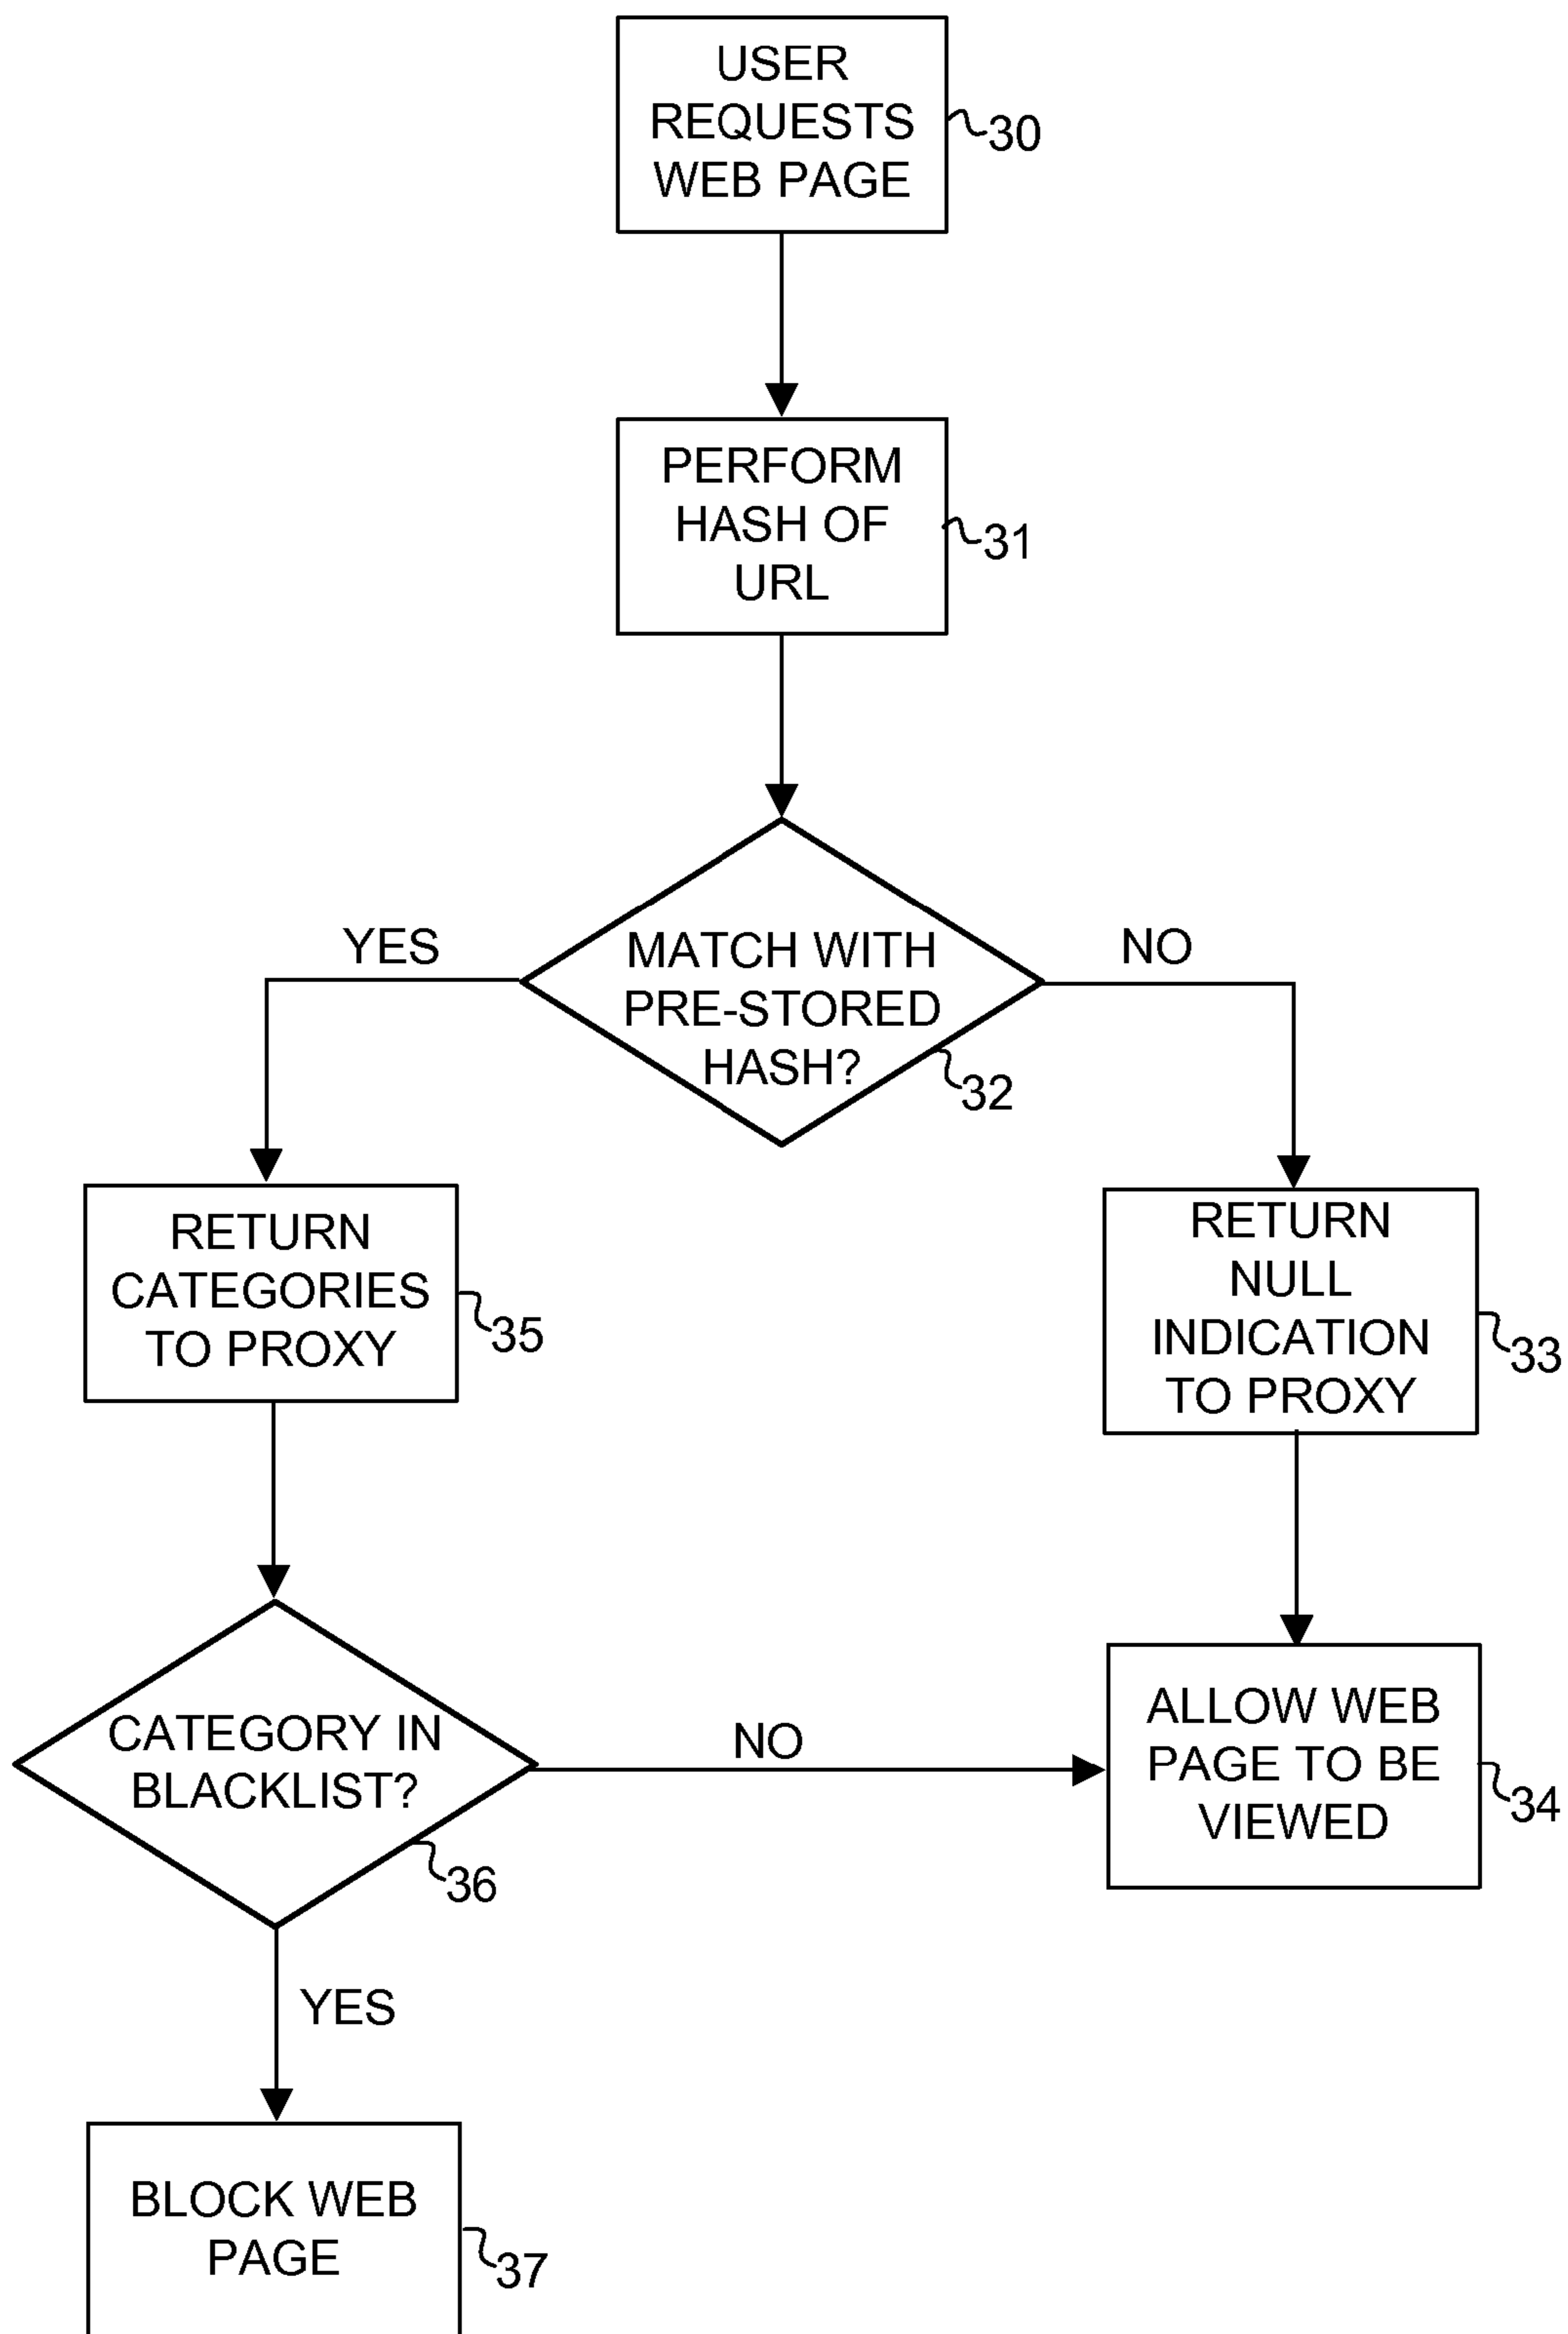 USER
REQUESTS
WEB PAGE
30
PERFORM
HASH OF
URL
31
YES
NO
MATCH WITH
PRE-STORED
HASH?
32
RETURN
CATEGORIES
TO PROXY
35
RETURN
NULL
INDICATION
TO PROXY
33
CATEGORY IN
BLACKLIST?
36
NO
ALLOW WEB
PAGE TO BE
VIEWED
34
YES
BLOCK WEB
PAGE
37